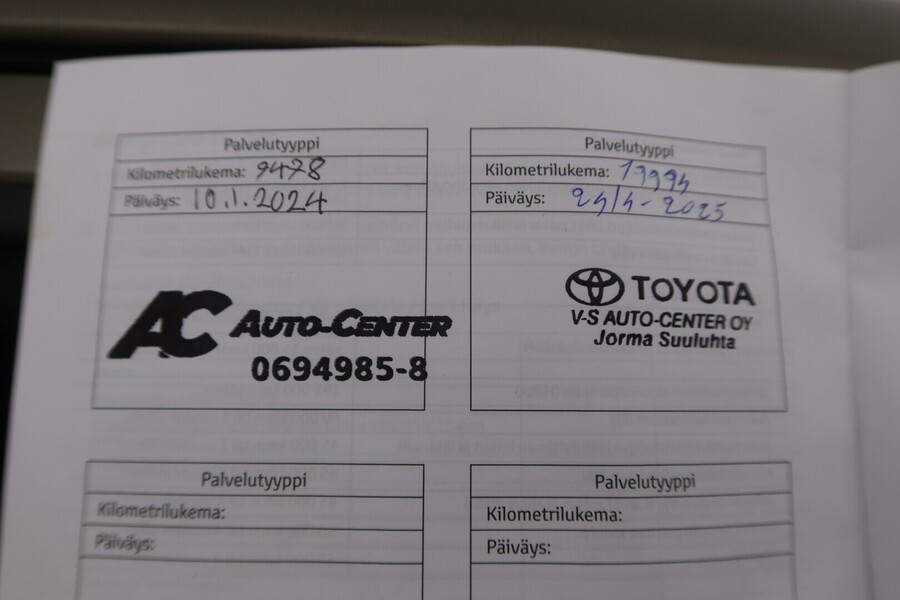 Palvelutyyppi
Kilometrilukema: 9478
Päiväys: 10.1.2024
AC AUTO-CENTER
0694985-8
Palvelutyyppi
Kilometrilukema: 19994
Päiväys: 24/4-2025
TOYOTA
V-S AUTO-CENTER OY
Jorma Suuluhta
Palvelutyyppi
Kilometrilukema:
Päiväys:
Palvelutyyppi
Kilometrilukema:
Päiväys: